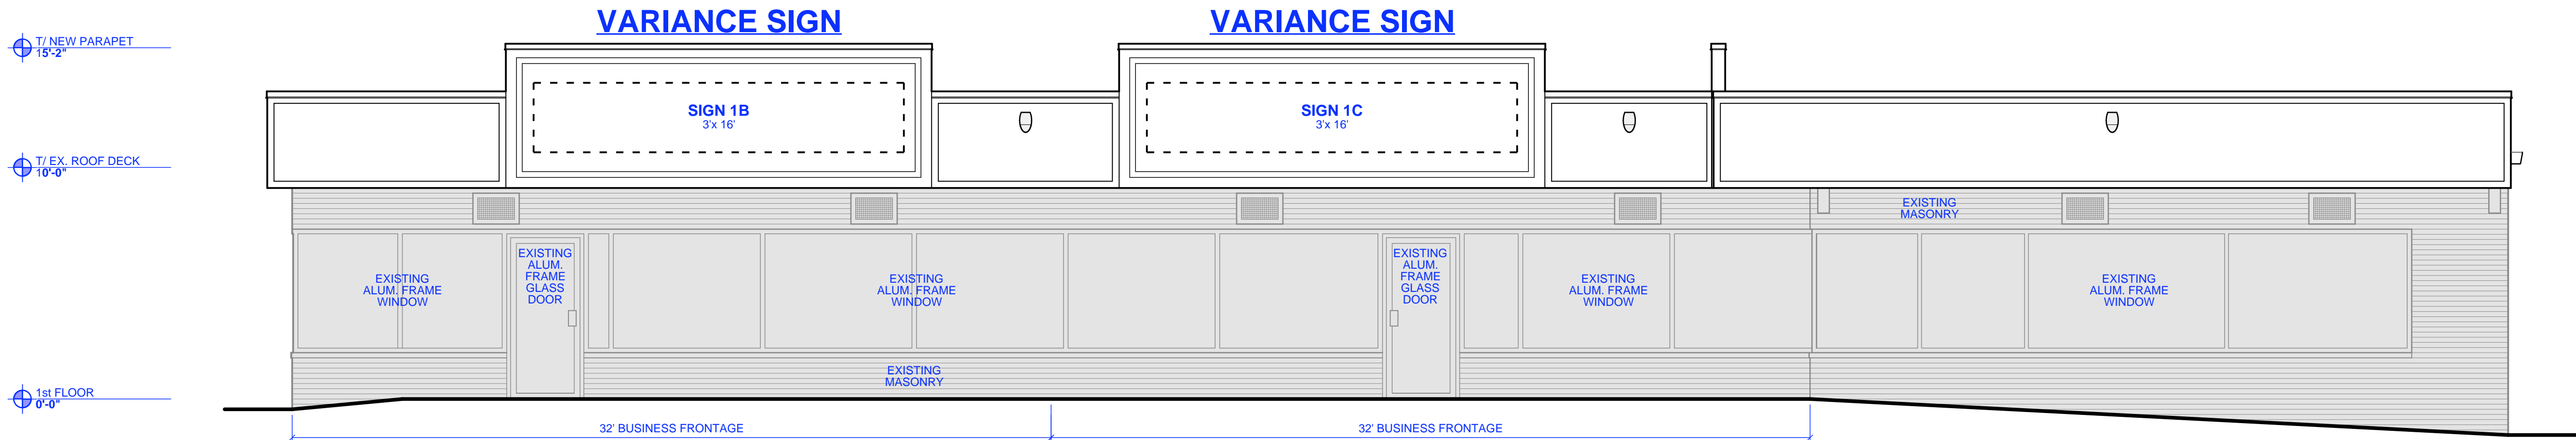 VARIANCE SIGN
VARIANCE SIGN
T/ NEW PARAPET
15'-2"
SIGN 1B
3'x 16'
SIGN 1C
3'x 16'
T/ EX. ROOF DECK
10'-0"
EXISTING
MASONRY
EXISTING
ALUM. FRAME
WINDOW
EXISTING
ALUM.
FRAME
GLASS
DOOR
EXISTING
ALUM. FRAME
WINDOW
EXISTING
ALUM.
FRAME
GLASS
DOOR
EXISTING
ALUM. FRAME
WINDOW
EXISTING
ALUM. FRAME
WINDOW
EXISTING
MASONRY
1st FLOOR
0'-0"
32' BUSINESS FRONTAGE
32' BUSINESS FRONTAGE